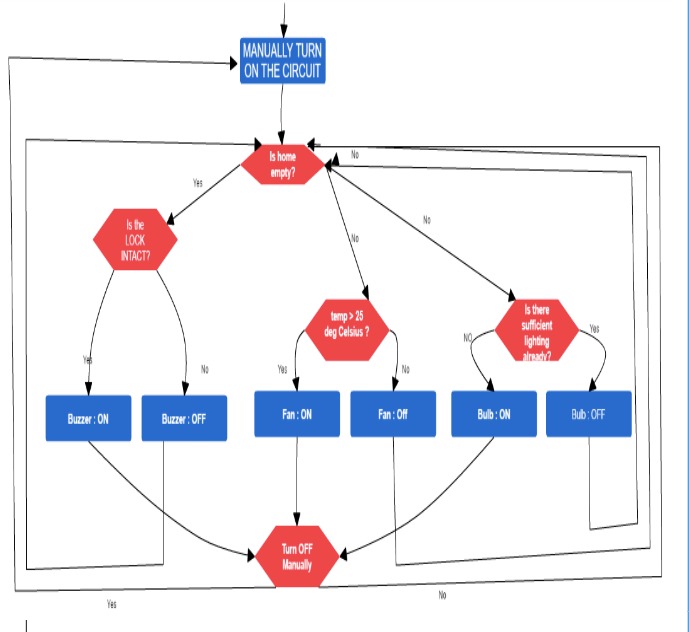 MANUALLY TURN
ON THE CIRCUIT
Is home
empty?
No
Yes
Is the
LOCK
INTACT?
No
No
temp > 25
deg Celsius ?
Is there
sufficient
lighting
already?
Yes
No
Yes
No
NO
Yes
Buzzer : ON
Buzzer : OFF
Fan : ON
Fan : Off
Bulb : ON
Bulb : OFF
Turn OFF
Manually
Yes
No